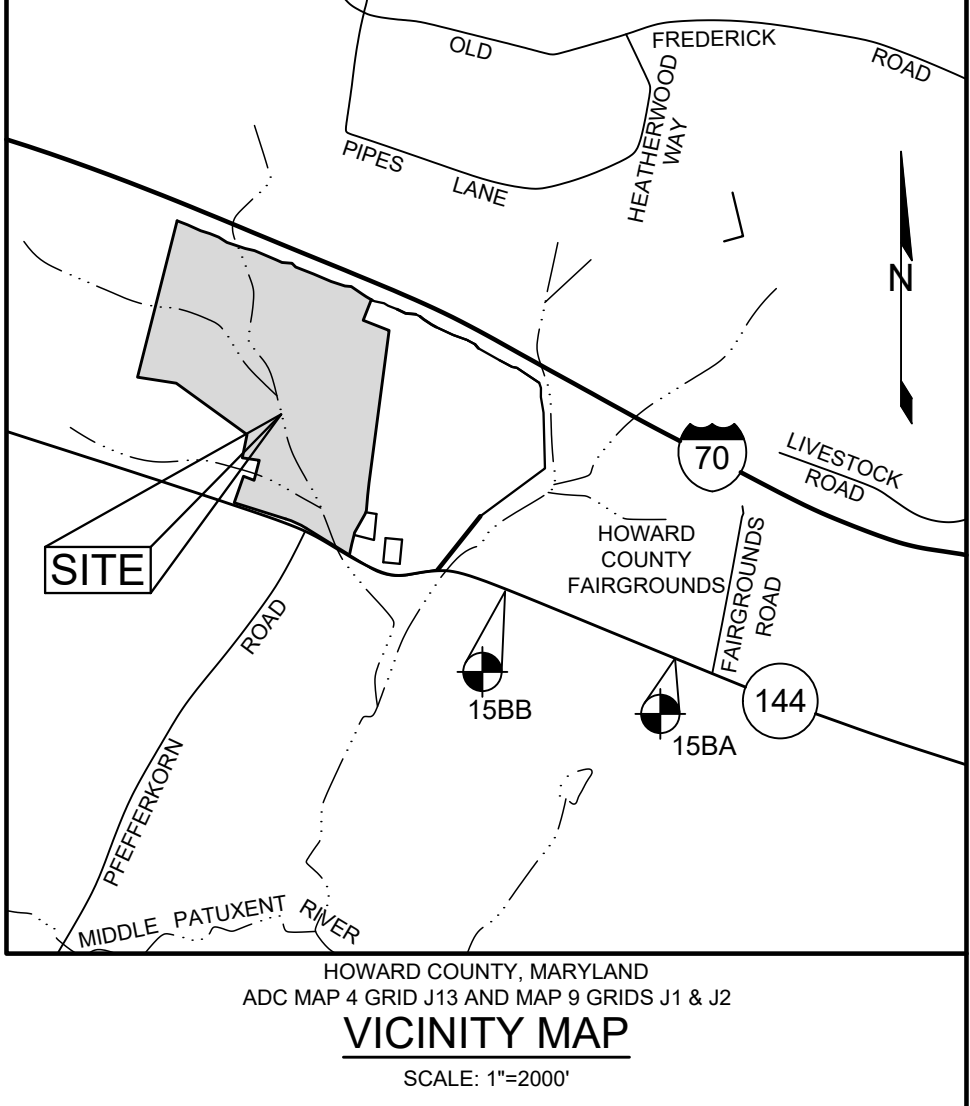 OLD
FREDERICK
ROAD
HEATHERWOOD
WAY
PIPES
LANE
N
70
LIVESTOCK
ROAD
SITE
HOWARD
COUNTY
FAIRGROUNDS
FAIRGROUNDS
ROAD
ROAD
PFEFFERKORN
15BB
15BA
144
MIDDLE PATUXENT RIVER
HOWARD COUNTY, MARYLAND
ADC MAP 4 GRID J13 AND MAP 9 GRIDS J1 & J2
VICINITY MAP
SCALE: 1"=2000'